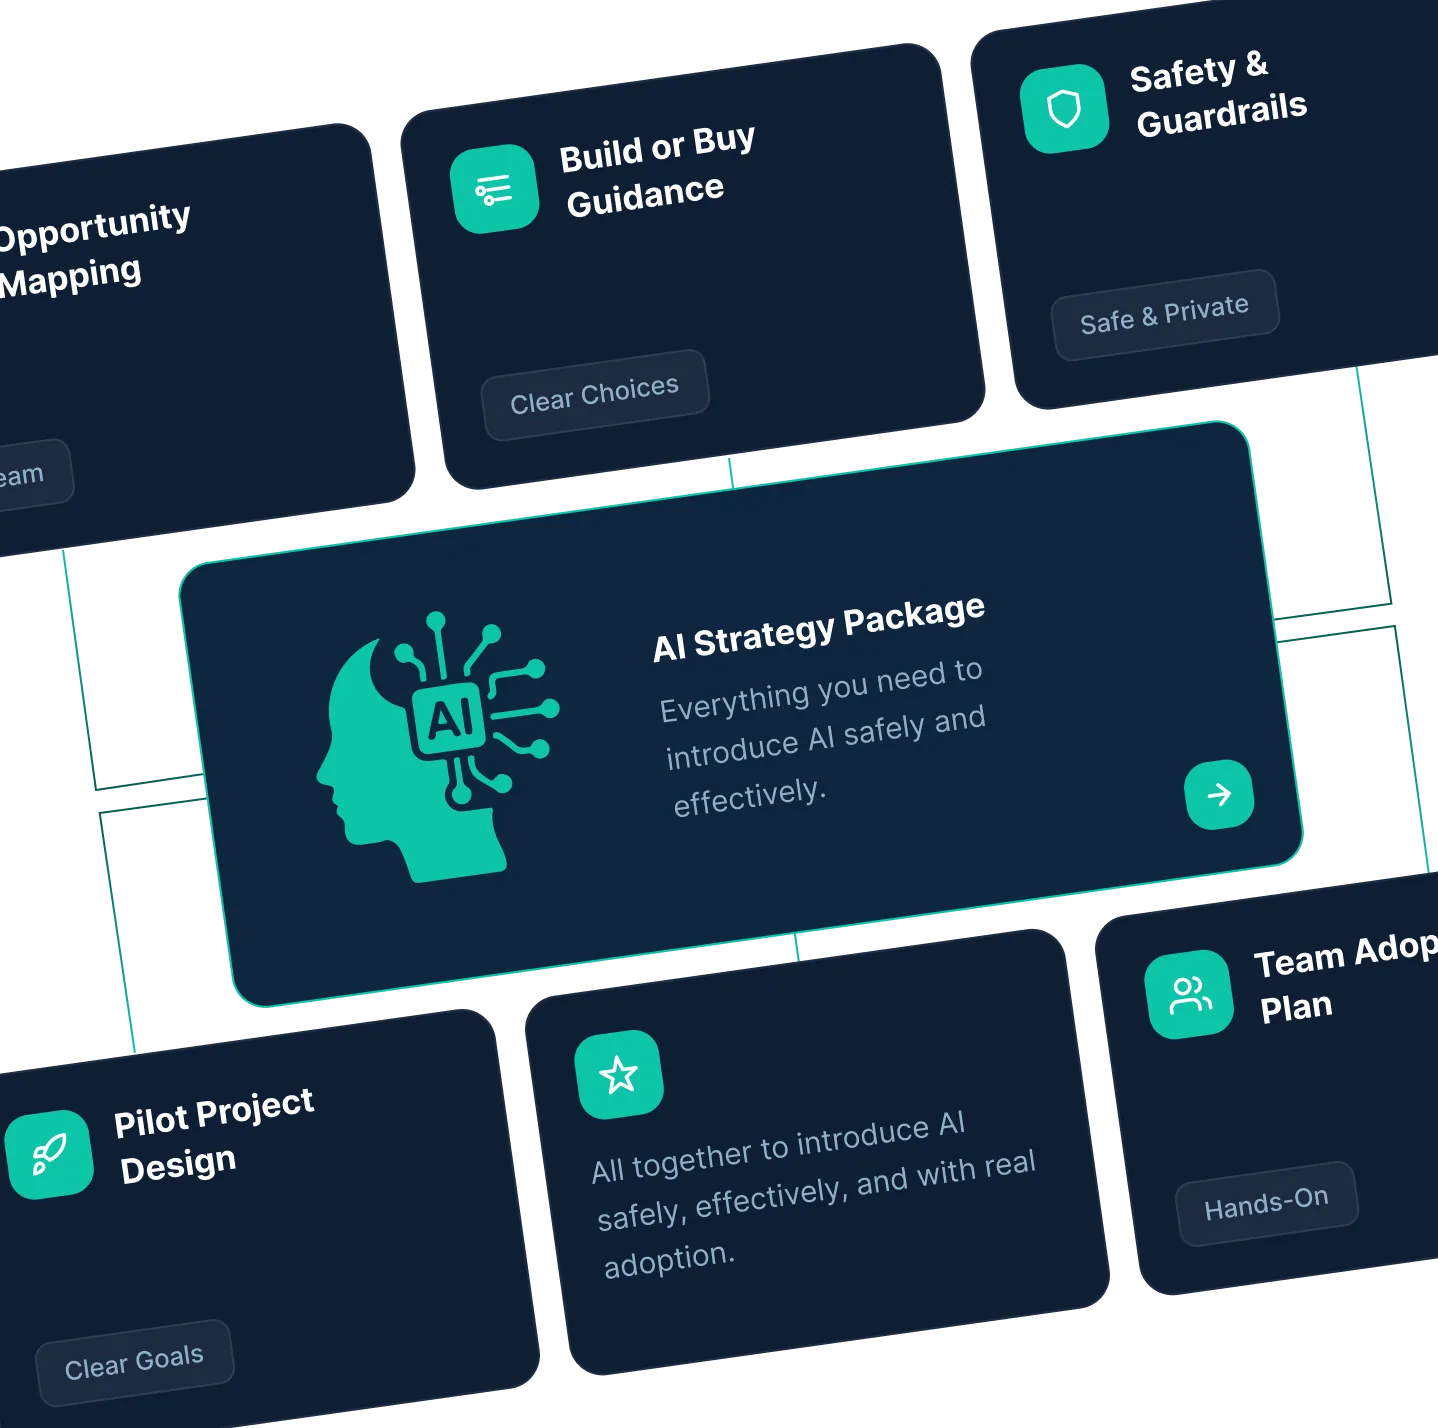 Opportunity
Mapping
Build or Buy
Guidance
Clear Choices
Safety &
Guardrails
Safe & Private
AI
AI Strategy Package
Everything you need to
introduce AI safely and
effectively.
Pilot Project
Design
Clear Goals
All together to introduce AI
safely, effectively, and with real
adoption.
Team
Plan
Hands-On